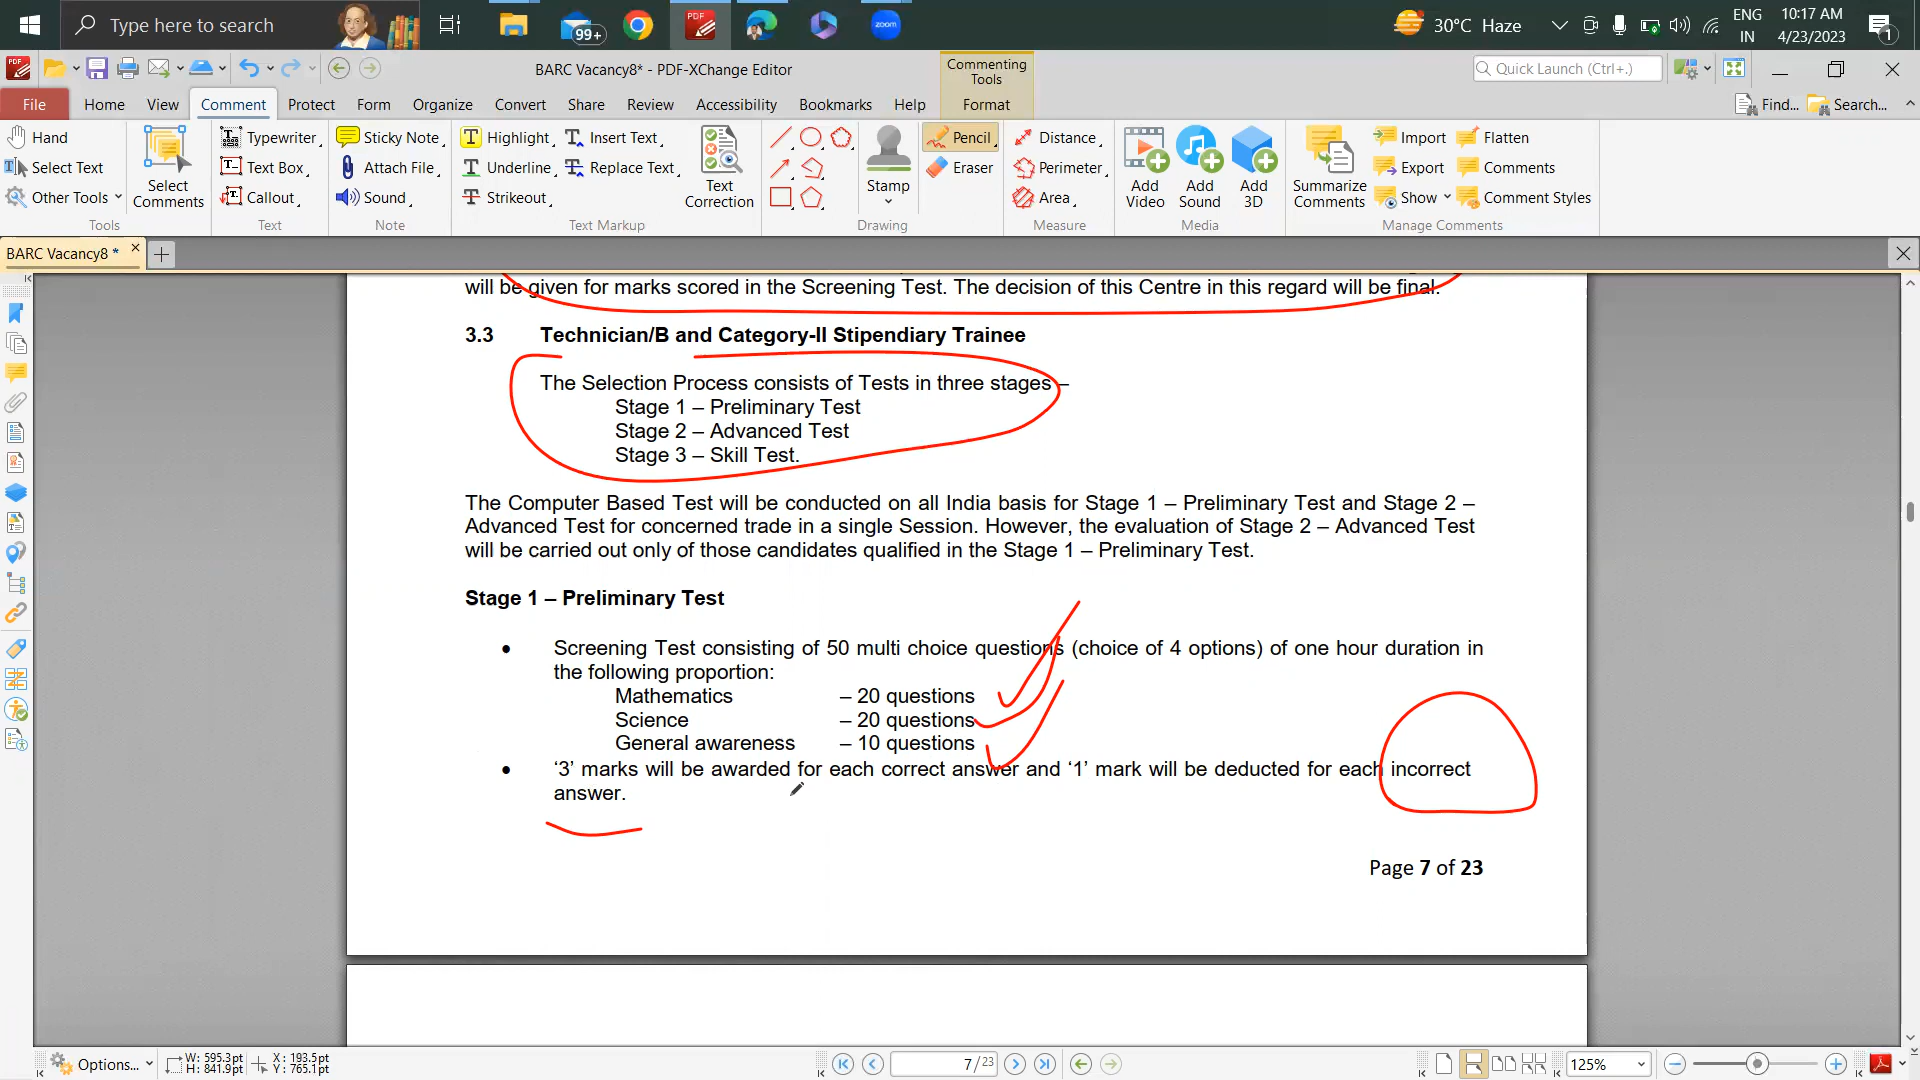 Type here to search
99+
zoom
30°C Haze
ENG
IN
10:17 AM
4/23/2023
1
BARC Vacancy8* - PDF-XChange Editor
Commenting
Tools
Quick Launch (Ctrl+.)
File Home View Comment Protect Form Organize Convert Share Review Accessibility Bookmarks Help Format
Find... Search...
Hand
Select Text
Other Tools
Tools
Select
Comments
Typewriter
Text Box
Callout
Text
Sticky Note
Attach File
Sound
Note
Highlight
Underline
Strikeout
Insert Text
Replace Text
Text
Correction
Text Markup
Stamp
Pencil
Eraser
Drawing
Distance
Perimeter
Area
Measure
Add
Video
Add
Sound
Add
3D
Media
Summarize
Comments
Import
Export
Show
Flatten
Comments
Comment Styles
Manage Comments
BARC Vacancy8 *
will be given for marks scored in the Screening Test. The decision of this Centre in this regard will be final.
3.3 Technician/B and Category-II Stipendiary Trainee
The Selection Process consists of Tests in three stages –
Stage 1 – Preliminary Test
Stage 2 – Advanced Test
Stage 3 – Skill Test.
The Computer Based Test will be conducted on all India basis for Stage 1 – Preliminary Test and Stage 2 –
Advanced Test for concerned trade in a single Session. However, the evaluation of Stage 2 – Advanced Test
will be carried out only of those candidates qualified in the Stage 1 – Preliminary Test.
Stage 1 – Preliminary Test
• Screening Test consisting of 50 multi choice questions (choice of 4 options) of one hour duration in
the following proportion:
Mathematics – 20 questions
Science – 20 questions
General awareness – 10 questions
• ‘3’ marks will be awarded for each correct answer and ‘1’ mark will be deducted for each incorrect
answer.
Page 7 of 23
Options...
W: 595.3pt
H: 841.9pt
X: 193.5pt
Y: 765.1pt
7/23
125%